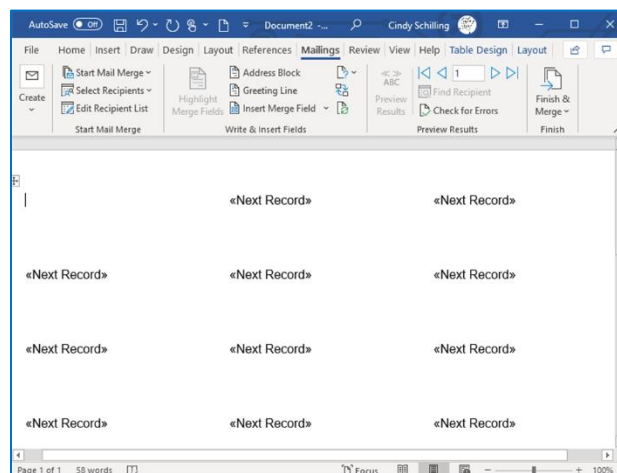 AutoSave Off Document2 -... Cindy Schilling
File Home Insert Draw Design Layout References Mailings Review View Help Table Design Layout
Create
Start Mail Merge
Select Recipients
Edit Recipient List
Start Mail Merge
Highlight
Merge Fields
Address Block
Greeting Line
Insert Merge Field
Write & Insert Fields
ABC
Preview
Results
1
Find Recipient
Check for Errors
Preview Results
Finish &
Merge
Finish
«Next Record» «Next Record»
«Next Record» «Next Record» «Next Record»
«Next Record» «Next Record» «Next Record»
«Next Record» «Next Record» «Next Record»
Page 1 of 1 58 words Focus 100%